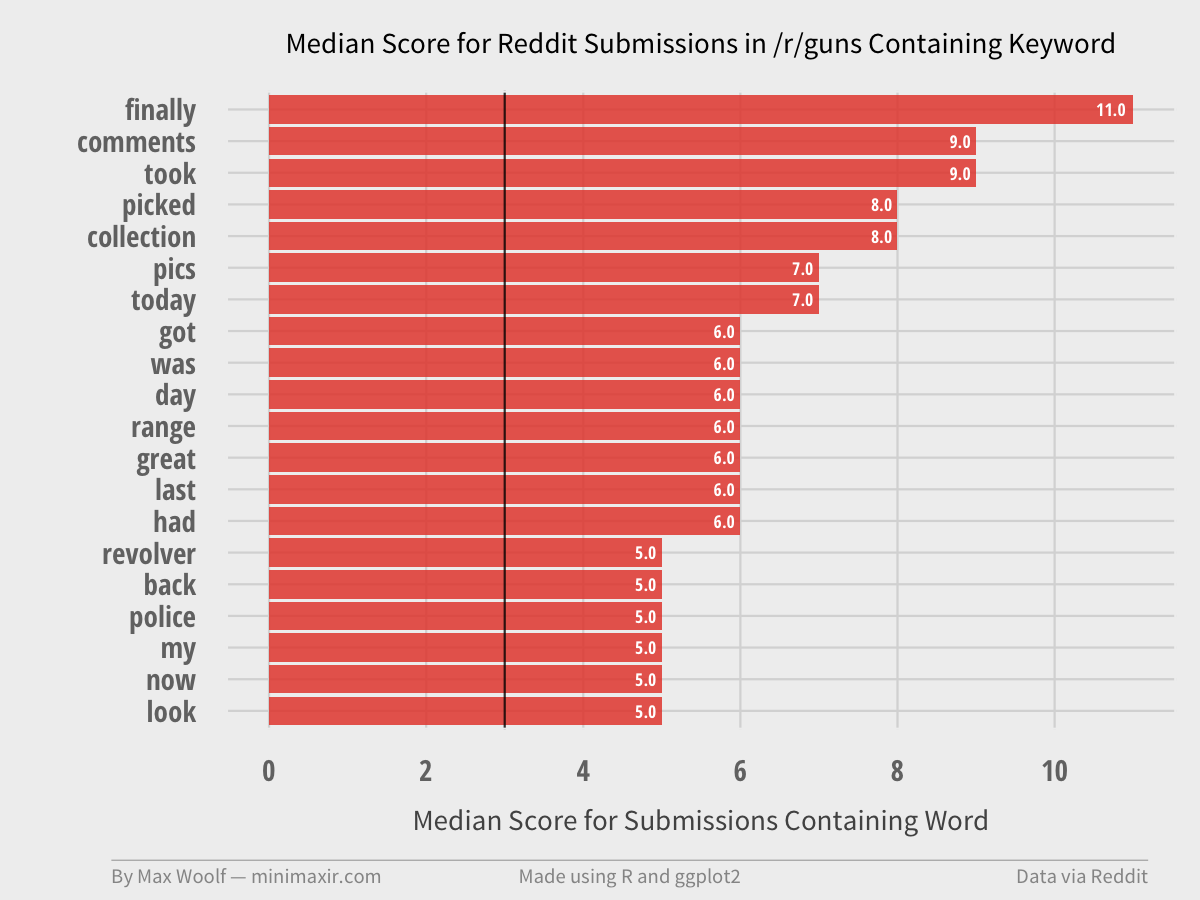 Median Score for Reddit Submissions in /r/guns Containing Keyword
finally 11.0
comments 9.0
took 9.0
picked 8.0
collection 8.0
pics 7.0
today 7.0
got 6.0
was 6.0
day 6.0
range 6.0
great 6.0
last 6.0
had 6.0
revolver 5.0
back 5.0
police 5.0
my 5.0
now 5.0
look 5.0
0 2 4 6 8 10
Median Score for Submissions Containing Word
By Max Woolf — minimaxir.com Made using R and ggplot2 Data via Reddit